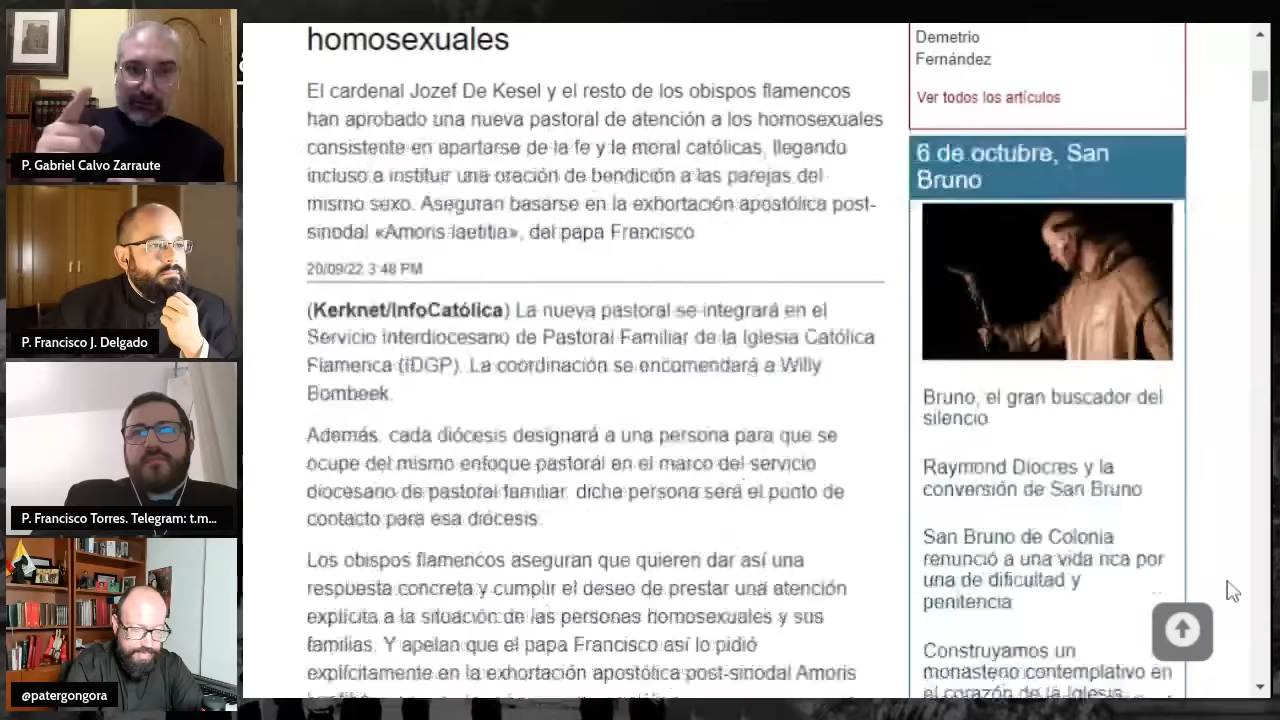 P. Gabriel Calvo Zarraute
P. Francisco J. Delgado
P. Francisco Torres. Telegram: t.m...
@patergongora
homosexuales
El cardenal Jozef De Kesel y el resto de los obispos flamencos
han aprobado una nueva pastoral de atención a los homosexuales
consistente en apartarse de la fe y la moral católicas, llegando
incluso a instituir una oración de bendición a las parejas del
mismo sexo. Aseguran basarse en la exhortación apostólica post-
sinodal «Amoris laetitia», del papa Francisco
20/09/22 3:48 PM
(Kerknet/InfoCatólica) La nueva pastoral se integrará en el
Servicio Interdiocesano de Pastoral Familiar de la Iglesia Católica
Flamenca (IDGP). La coordinación se encomendará a Willy
Bombeek.
Además, cada diócesis designará a una persona para que se
ocupe del mismo enfoque pastoral en el marco del servicio
diocesano de pastoral familiar, dicha persona será el punto de
contacto para esa diócesis.
Los obispos flamencos aseguran que quieren dar así una
respuesta concreta y cumplir el deseo de prestar una atención
explícita a la situación de las personas homosexuales y sus
familias. Y apelan que el papa Francisco así lo pidió
explícitamente en la exhortación apostólica post-sinodal Amoris
Demetrio
Fernández
Ver todos los artículos
6 de octubre, San
Bruno
Bruno, el gran buscador del
silencio
Raymond Diocres y la
conversión de San Bruno
San Bruno de Colonia
renunció a una vida rica por
una de dificultad y
penitencia
Construyamos un
monasterio contemplativo en
el corazón de la Iglesia